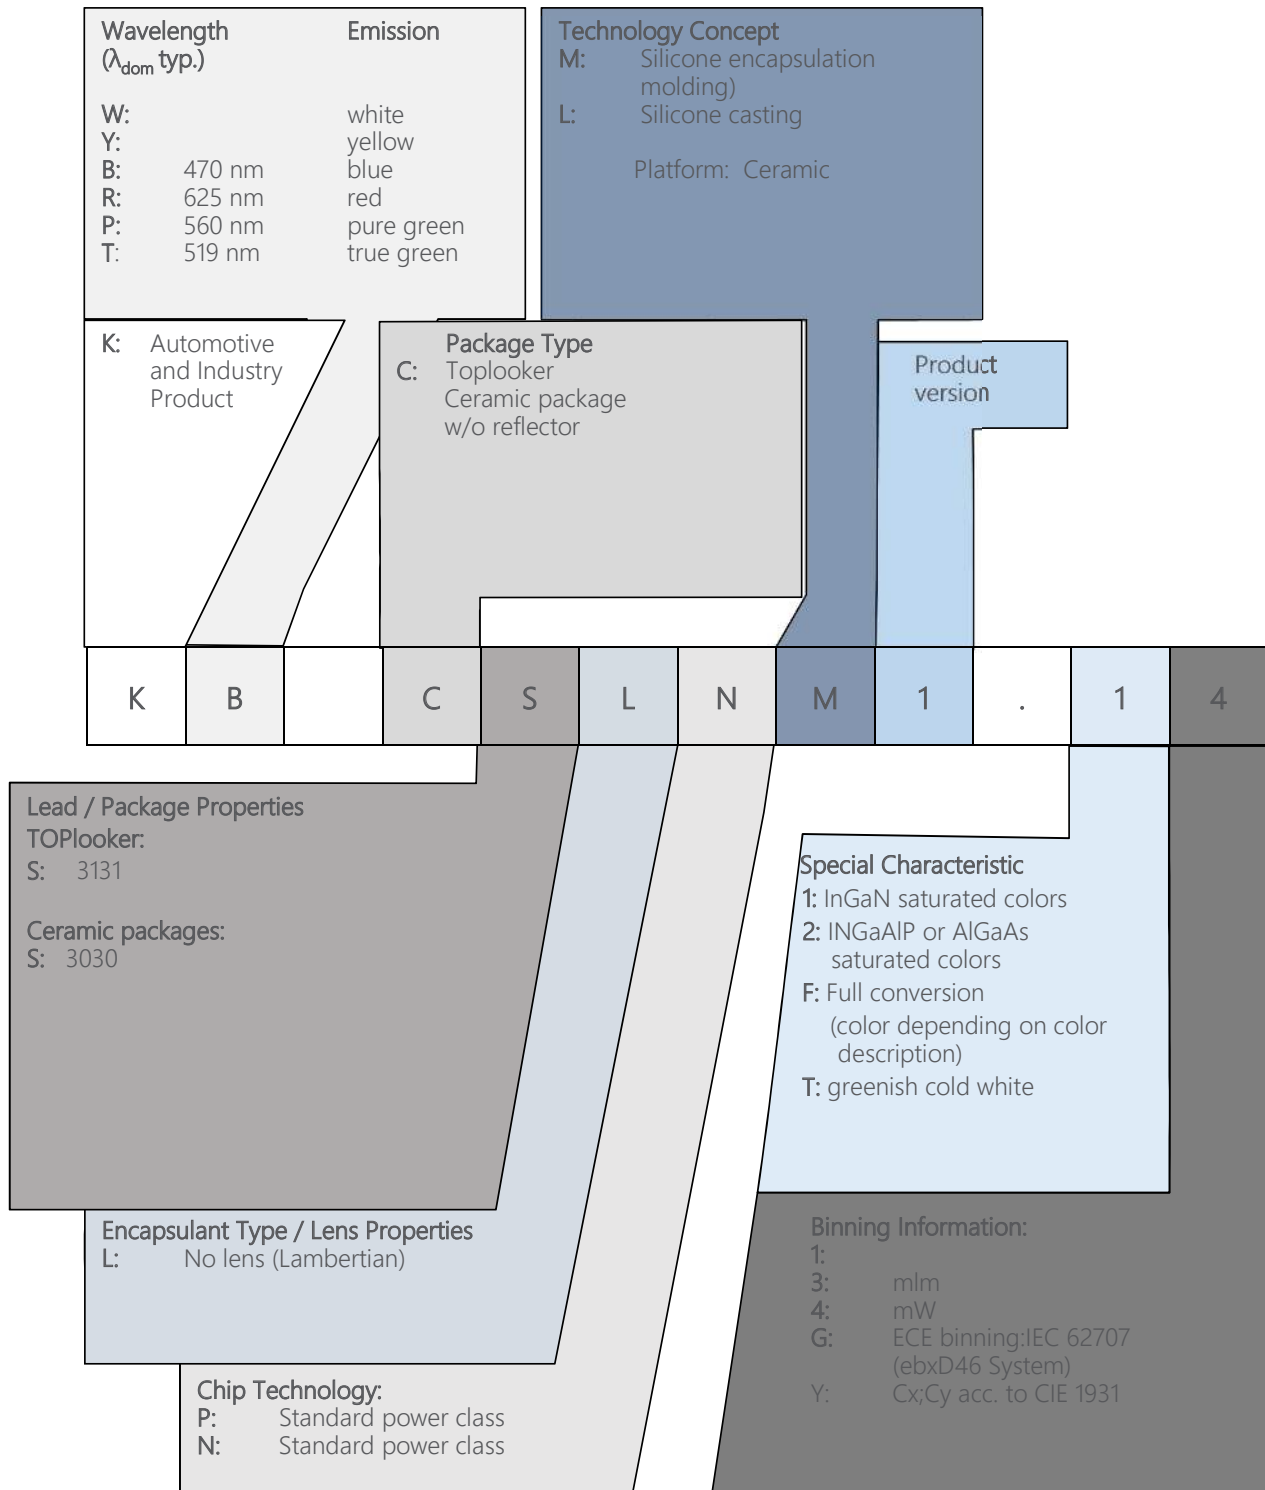 Wavelength Emission
(λdom typ.)
W: white
Y: yellow
B: 470 nm blue
R: 625 nm red
P: 560 nm pure green
T: 519 nm true green
Technology Concept
M: Silicone encapsulation
molding)
L: Silicone casting
Platform: Ceramic
K: Automotive
and Industry
Product
Package Type
C: Toplooker
Ceramic package
w/o reflector
Product
version
K B C S L N M 1 . 1 4
Lead / Package Properties
TOPlooker:
S: 3131
Ceramic packages:
S: 3030
Encapsulant Type / Lens Properties
L: No lens (Lambertian)
Chip Technology:
P: Standard power class
N: Standard power class
Special Characteristic
1: InGaN saturated colors
2: INGaAlP or AlGaAs
saturated colors
F: Full conversion
(color depending on color
description)
T: greenish cold white
Binning Information:
1:
3: mlm
4: mW
G: ECE binning:IEC 62707
(ebxD46 System)
Y: Cx;Cy acc. to CIE 1931